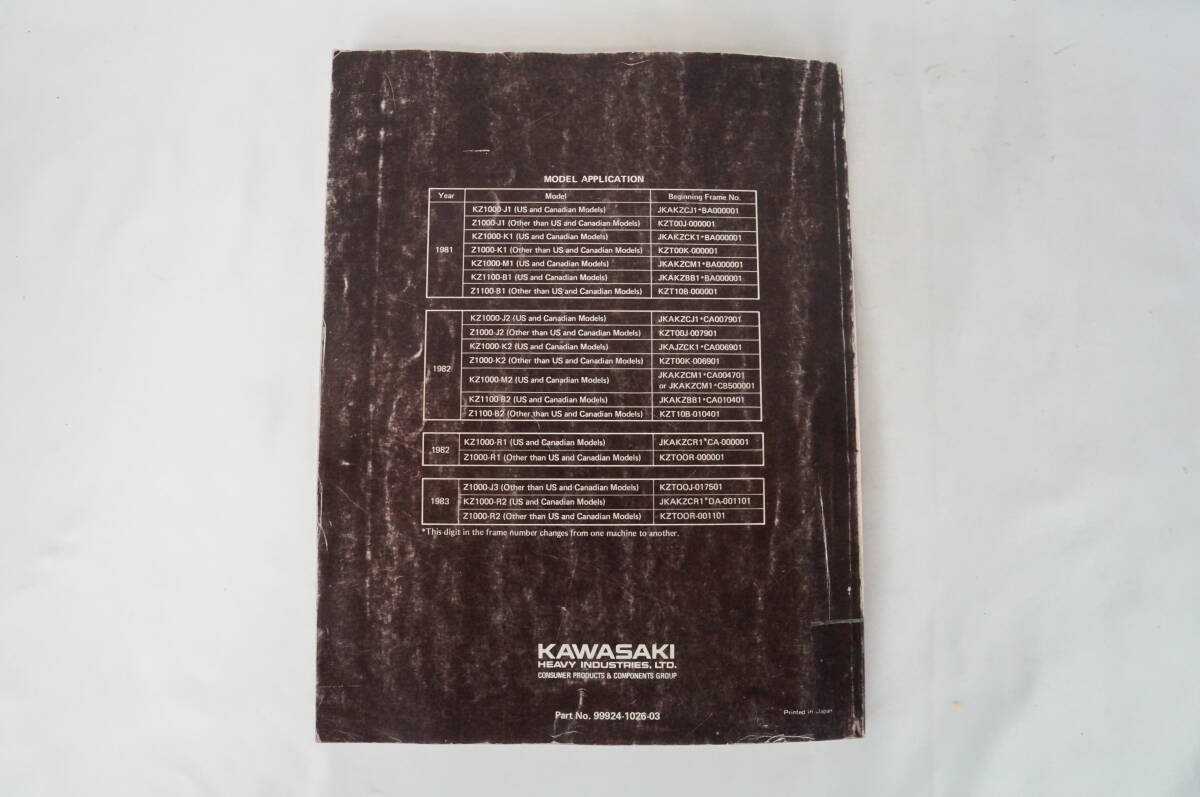 MODEL APPLICATION
Year Model Beginning Frame No.
1981
KZ1000-J1 (US and Canadian Models) JKAKZCJ1*BA000001
Z1000-J1 (Other than US and Canadian Models) KZT00J-000001
KZ1000-K1 (US and Canadian Models) JKAKZCK1*BA000001
Z1000-K1 (Other than US and Canadian Models) KZT00K-000001
KZ1000-M1 (US and Canadian Models) JKAKZCM1*BA000001
KZ1100-B1 (US and Canadian Models) JKAKZBB1*BA000001
Z1100-B1 (Other than US and Canadian Models) KZT10B-000001
1982
KZ1000-J2 (US and Canadian Models) JKAKZCJ1*CA007901
Z1000-J2 (Other than US and Canadian Models) KZT00J-007901
KZ1000-K2 (US and Canadian Models) JKAJZCK1*CA006901
Z1000-K2 (Other than US and Canadian Models) KZT00K-006901
KZ1000-M2 (US and Canadian Models) JKAKZCM1*CA004701
or JKAKZCM1*CB500001
KZ1100-B2 (US and Canadian Models) JKAKZBB1*CA010401
Z1100-B2 (Other than US and Canadian Models) KZT10B-010401
1982
KZ1000-R1 (US and Canadian Models) JKAKZCR1*CA-000001
Z1000-R1 (Other than US and Canadian Models) KZTOOR-000001
1983
Z1000-J3 (Other than US and Canadian Models) KZTOOJ-017501
KZ1000-R2 (US and Canadian Models) JKAKZCR1*DA-001101
Z1000-R2 (Other than US and Canadian Models) KZTOOR-001101
*This digit in the frame number changes from one machine to another.
KAWASAKI
HEAVY INDUSTRIES, LTD.
CONSUMER PRODUCTS & COMPONENTS GROUP
Part No. 99924-1026-03
Printed in Japan